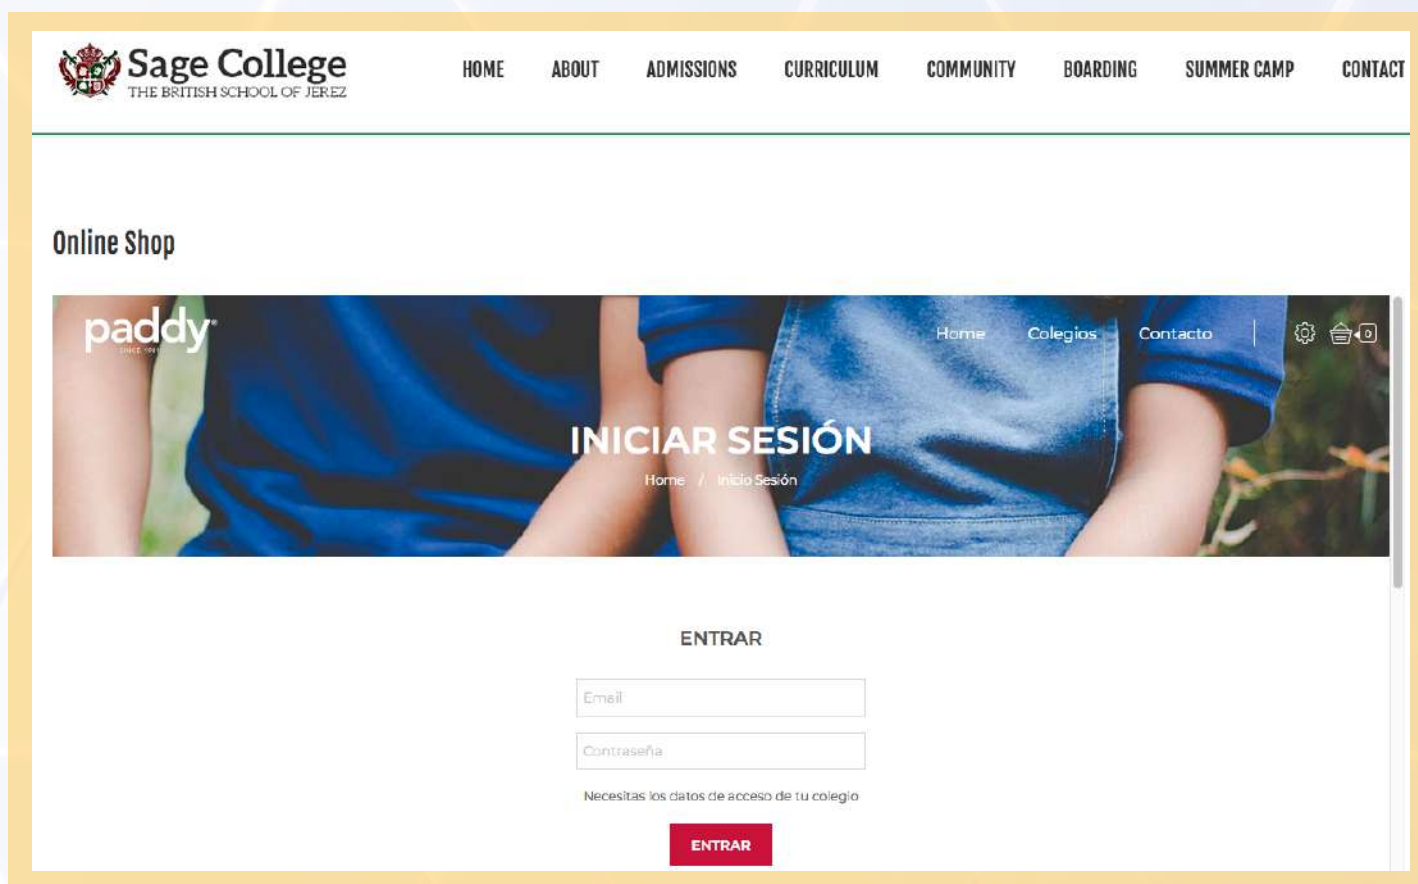 Sage College
THE BRITISH SCHOOL OF JEREZ
HOME ABOUT ADMISSIONS CURRICULUM COMMUNITY BOARDING SUMMER CAMP CONTACT
Online Shop
paddy
SINCE
Home Colegios Contacto 0
INICIAR SESIÓN
Home / Inicio Sesión
ENTRAR
Email
Contraseña
Necesitas los datos de acceso de tu colegio
ENTRAR